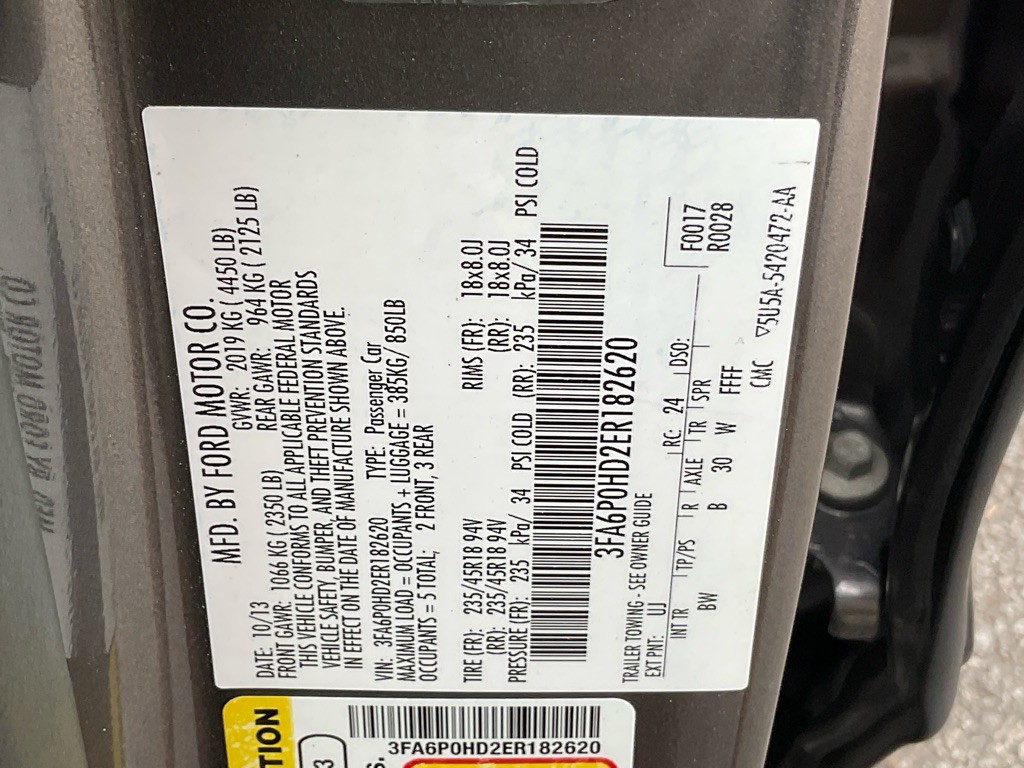 MFD. BY FORD MOTOR CO.
DATE: 10/13 GVWR: 2019 KG ( 4450 LB)
FRONT GAWR: 1066 KG ( 2350 LB) REAR GAWR: 964 KG ( 2125 LB)
THIS VEHICLE CONFORMS TO ALL APPLICABLE FEDERAL MOTOR
VEHICLE SAFETY, BUMPER, AND THEFT PREVENTION STANDARDS
IN EFFECT ON THE DATE OF MANUFACTURE SHOWN ABOVE.
VIN: 3FA6P0HD2ER182620 TYPE: Passenger Car
MAXIMUM LOAD = OCCUPANTS + LUGGAGE = 385KG/ 850LB
OCCUPANTS = 5 TOTAL; 2 FRONT, 3 REAR
TIRE (FR): 235/45R18 94V RIMS (FR): 18x8.0J
(RR): 235/45R18 94V (RR): 18x8.0J
PRESSURE (FR): 235 kPa/ 34 PSI COLD (RR): 235 kPa/ 34 PSI COLD
3FA6P0HD2ER182620
TRAILER TOWING - SEE OWNER GUIDE
EXT PNT: UJ RC: 24 DSO: F0017
INT TR TP/PS R AXLE TR SPR R0028
BW B 30 W FFFF
CMC ▽5U5A-5420472-AA
TION
3
S.
3FA6P0HD2ER182620